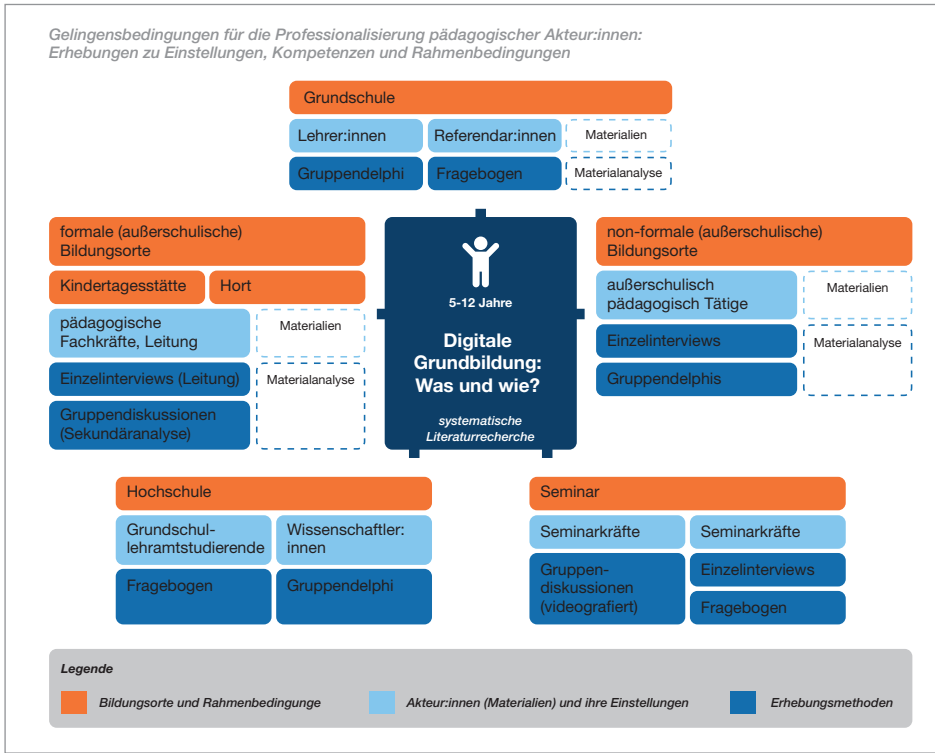 Gelingensbedingungen für die Professionalisierung pädagogischer Akteur:innen:
Erhebungen zu Einstellungen, Kompetenzen und Rahmenbedingungen
Grundschule
Lehrer:innen
Referendar:innen
Materialien
Gruppendelphi
Fragebogen
Materialanalyse
formale (außerschulische)
Bildungsorte
Kindertagesstätte
Hort
pädagogische
Fachkräfte, Leitung
Materialien
Einzelinterviews (Leitung)
Materialanalyse
Gruppendiskussionen
(Sekundäranalyse)
5-12 Jahre
Digitale
Grundbildung:
Was und wie?
systematische
Literaturrecherche
non-formale (außerschulische)
Bildungsorte
außerschulisch
pädagogisch Tätige
Materialien
Einzelinterviews
Materialanalyse
Gruppendelphis
Hochschule
Grundschul-
lehramtstudierende
Wissenschaftler:
innen
Fragebogen
Gruppendelphi
Seminar
Seminarkräfte
Seminarkräfte
Gruppen-
diskussionen
(videografiert)
Einzelinterviews
Fragebogen
Legende
Bildungsorte und Rahmenbedingunge
Akteur:innen (Materialien) und ihre Einstellungen
Erhebungsmethoden